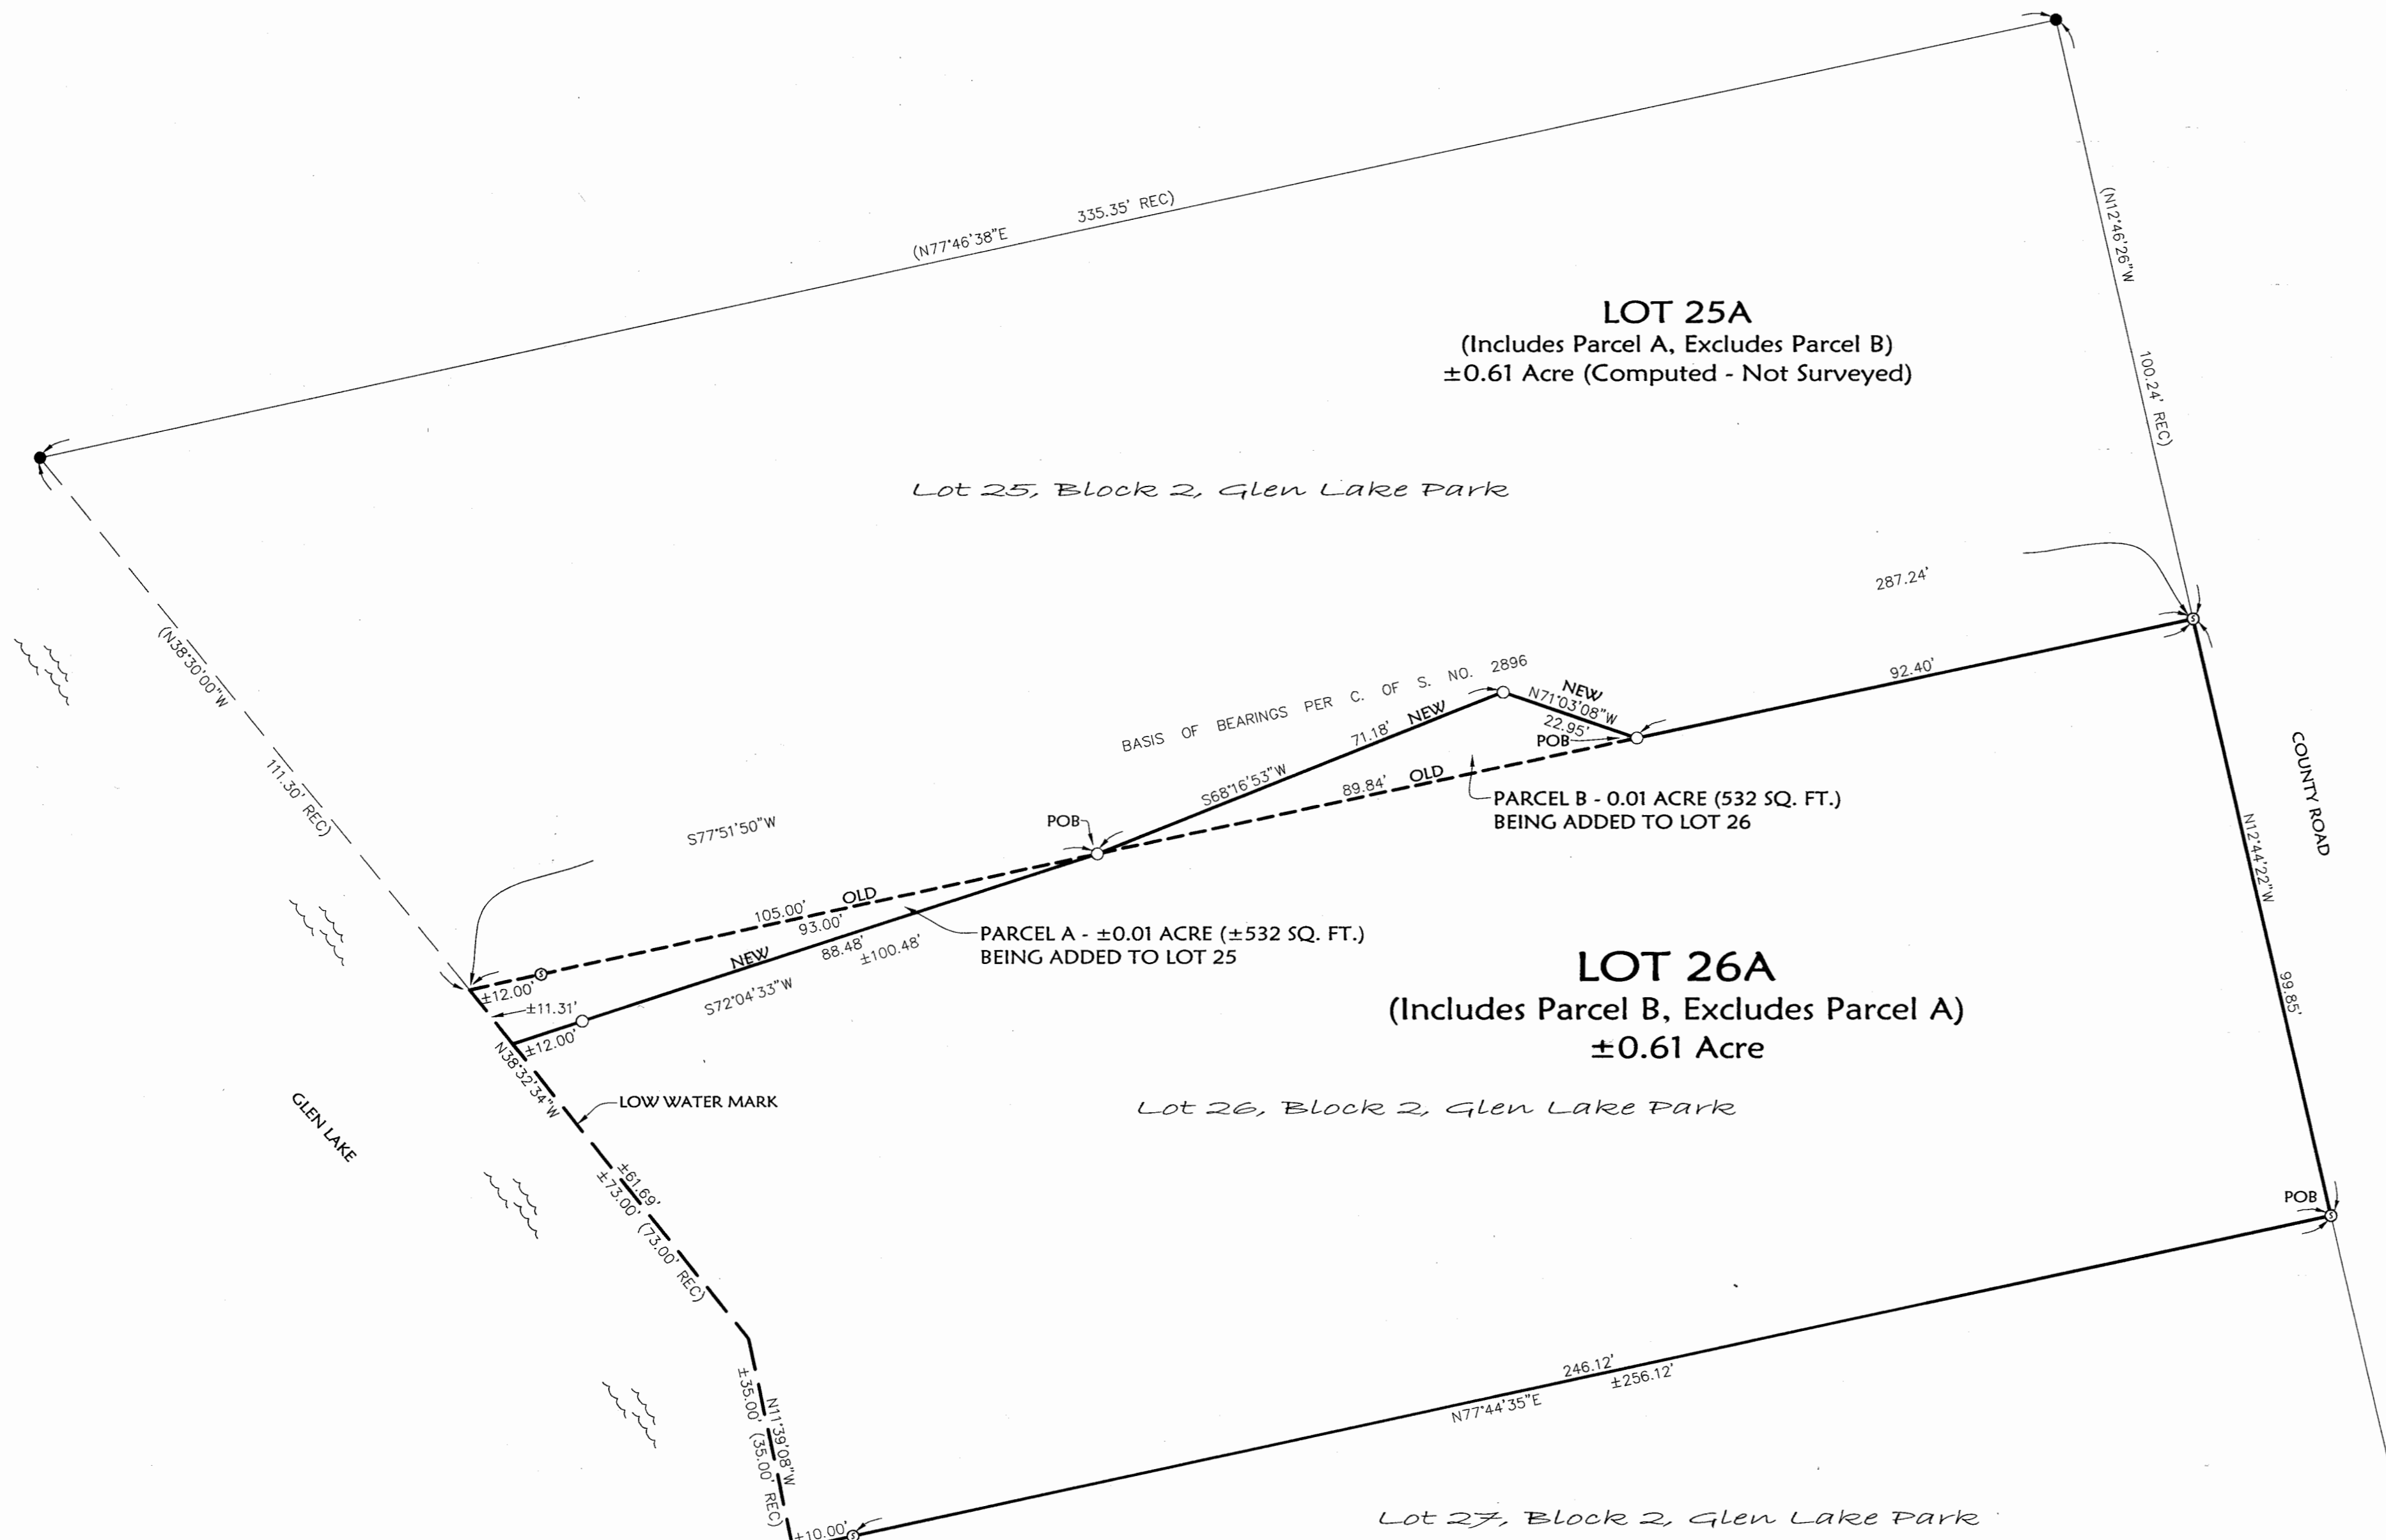 (N77°46'38"E 335.35' REC)
(N12°46'26"W 100.24' REC)
LOT 25A
(Includes Parcel A, Excludes Parcel B)
±0.61 Acre (Computed - Not Surveyed)
Lot 25, Block 2, Glen Lake Park
(N38°30'00"W 111.30' REC)
S77°51'50"W BASIS OF BEARINGS PER C. OF S. NO. 2896 287.24'
NEW
N71°03'08"W
22.95'
POB
92.40'
S68°16'53"W 71.18' NEW
89.84' OLD
PARCEL B - 0.01 ACRE (532 SQ. FT.)
BEING ADDED TO LOT 26
COUNTY ROAD
POB
105.00' OLD
93.00'
NEW 88.48'
±100.48'
S72°04'33"W
PARCEL A - ±0.01 ACRE (±532 SQ. FT.)
BEING ADDED TO LOT 25
±12.00'
±11.31'
±12.00'
N12°44'22"W 99.85'
LOT 26A
(Includes Parcel B, Excludes Parcel A)
±0.61 Acre
Lot 26, Block 2, Glen Lake Park
N38°32'34"W
LOW WATER MARK
GLEN LAKE
±61.69'
±73.00' (73.00' REC)
POB
N11°39'08"W
±35.00' (35.00' REC)
246.12'
N77°44'35"E ±256.12'
±10.00'
Lot 27, Block 2, Glen Lake Park
S
S
S
S